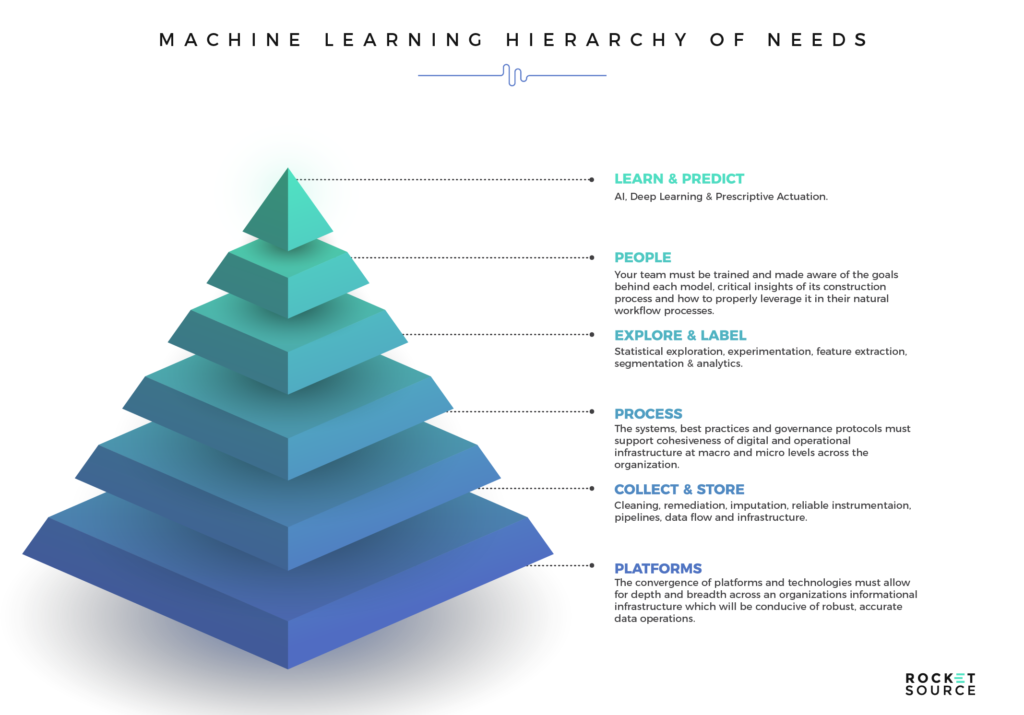 MACHINE LEARNING HIERARCHY OF NEEDS
LEARN & PREDICT
AI, Deep Learning & Prescriptive Actuation.
PEOPLE
Your team must be trained and made aware of the goals
behind each model, critical insights of its construction
process and how to properly leverage it in their natural
workflow processes.
EXPLORE & LABEL
Statistical exploration, experimentation, feature extraction,
segmentation & analytics.
PROCESS
The systems, best practices and governance protocols must
support cohesiveness of digital and operational
infrastructure at macro and micro levels across the
organization.
COLLECT & STORE
Cleaning, remediation, imputation, reliable instrumentaion,
pipelines, data flow and infrastructure.
PLATFORMS
The convergence of platforms and technologies must allow
for depth and breadth across an organizations informational
infrastructure which will be conducive of robust, accurate
data operations.
ROCKET
SOURCE